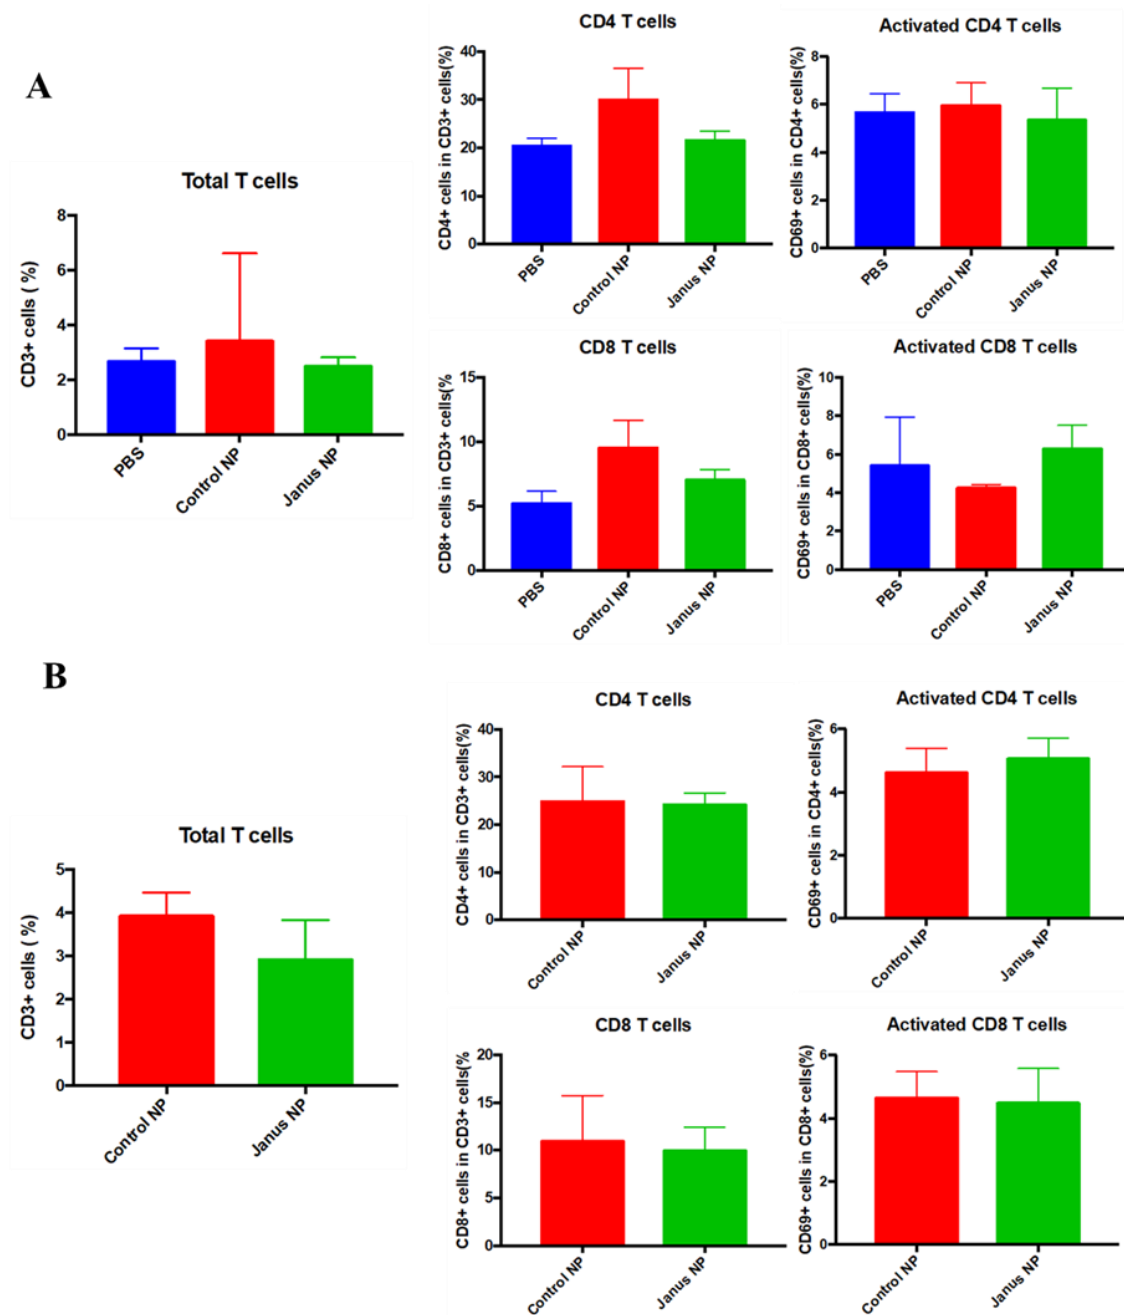 A
Total T cells
CD3+ cells ( %)
8
6
4
2
0
PBS
Control NP
Janus NP
CD4 T cells
CD4+ cells in CD3+ cells(%)
40
30
20
10
0
PBS
Control NP
Janus NP
Activated CD4 T cells
CD69+ cells in CD4+ cells(%)
8
6
4
2
0
PBS
Control NP
Janus NP
CD8 T cells
CD8+ cells in CD3+ cells(%
15
10
5
0
PBS
Control NP
Janus NP
Activated CD8 T cells
CD69+ cells in CD8+ cells(%)
10
8
6
4
2
0
PBS
Control NP
Janus NP
B
Total T cells
CD3+ cells ( %)
5
4
3
2
1
0
Control NP
Janus NP
CD4 T cells
CD4+ cells in CD3+ cells(%)
40
30
20
10
0
Control NP
Janus NP
Activated CD4 T cells
CD69+ cells in CD4+ cells(%)
6
4
2
0
Control NP
Janus NP
CD8 T cells
CD8+ cells in CD3+ cells(%
20
15
10
5
0
Control NP
Janus NP
Activated CD8 T cells
CD69+ cells in CD8+ cells(%)
6
4
2
0
Control NP
Janus NP